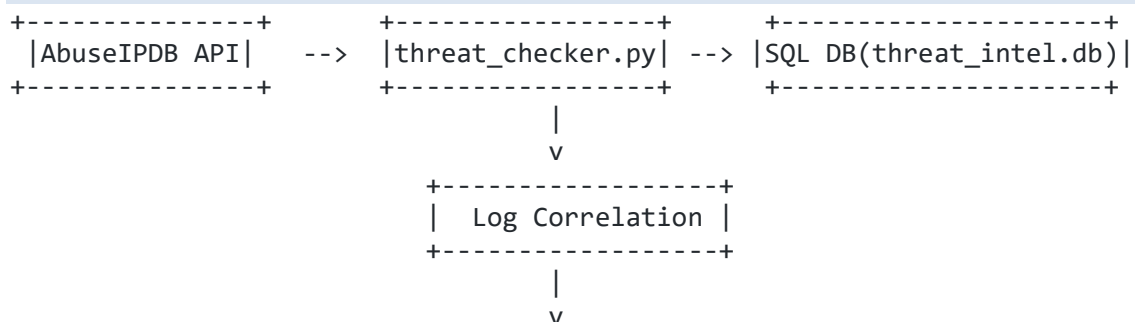 +---------------+ +-----------------+ +---------------------+
|AbuseIPDB API| --> |threat_checker.py| --> |SQL DB(threat_intel.db)|
+---------------+ +-----------------+ +---------------------+
|
v
+------------------+
| Log Correlation |
+------------------+
|
v